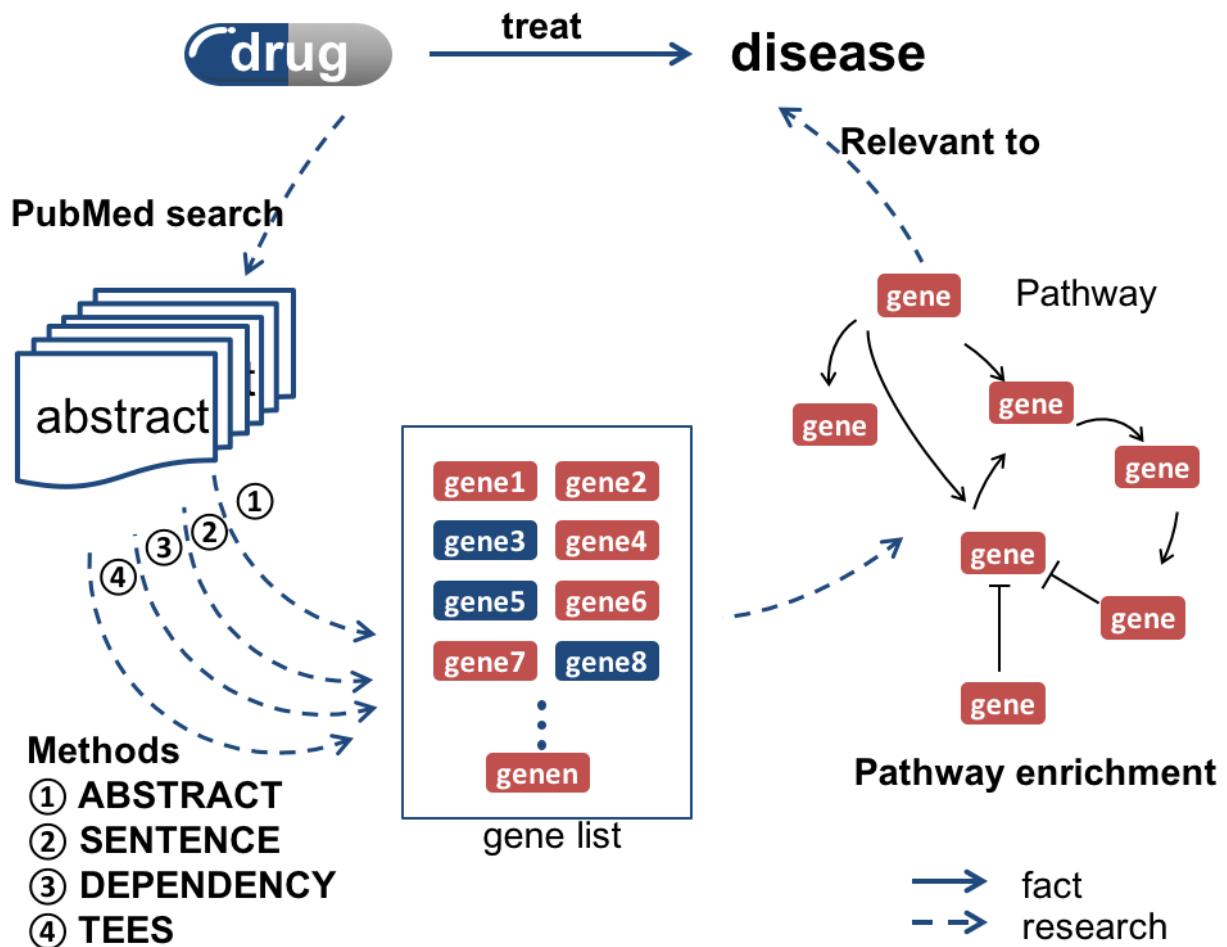 drug
treat
disease
Relevant to
PubMed search
gene
Pathway
abstract
t
gene
gene
gene
gene1 gene2
①
gene3 gene4
②
③
gene
④
gene5 gene6
gene
gene7 gene8
gene
Methods
genen
Pathway enrichment
① ABSTRACT
② SENTENCE
gene list
③ DEPENDENCY
fact
④ TEES
research